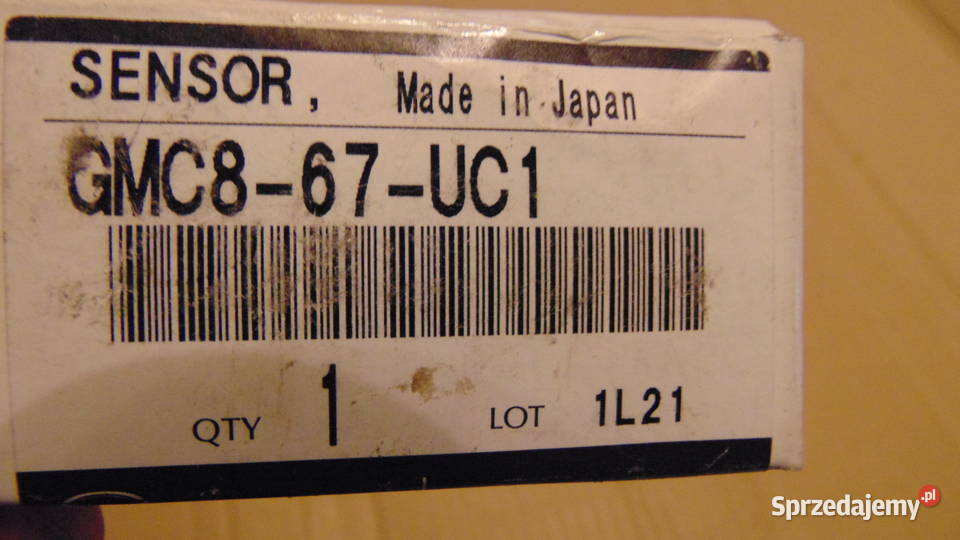 SENSOR, Made in Japan
GMC8-67-UC1
QTY 1 LOT 1L21
Sprzedajemy.pl